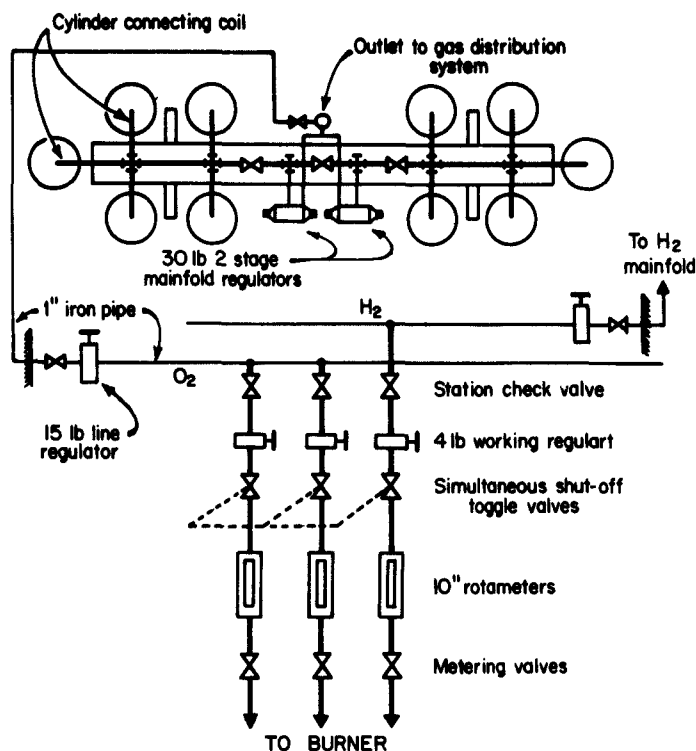 Cylinder connecting coil
Outlet to gas distribution
system
30 lb 2 stage
mainfold regulators
To H2
mainfold
1" iron pipe
H2
O2
15 lb line
regulator
Station check valve
4 lb working regulart
Simultaneous shut-off
toggle valves
10" rotameters
Metering valves
TO BURNER